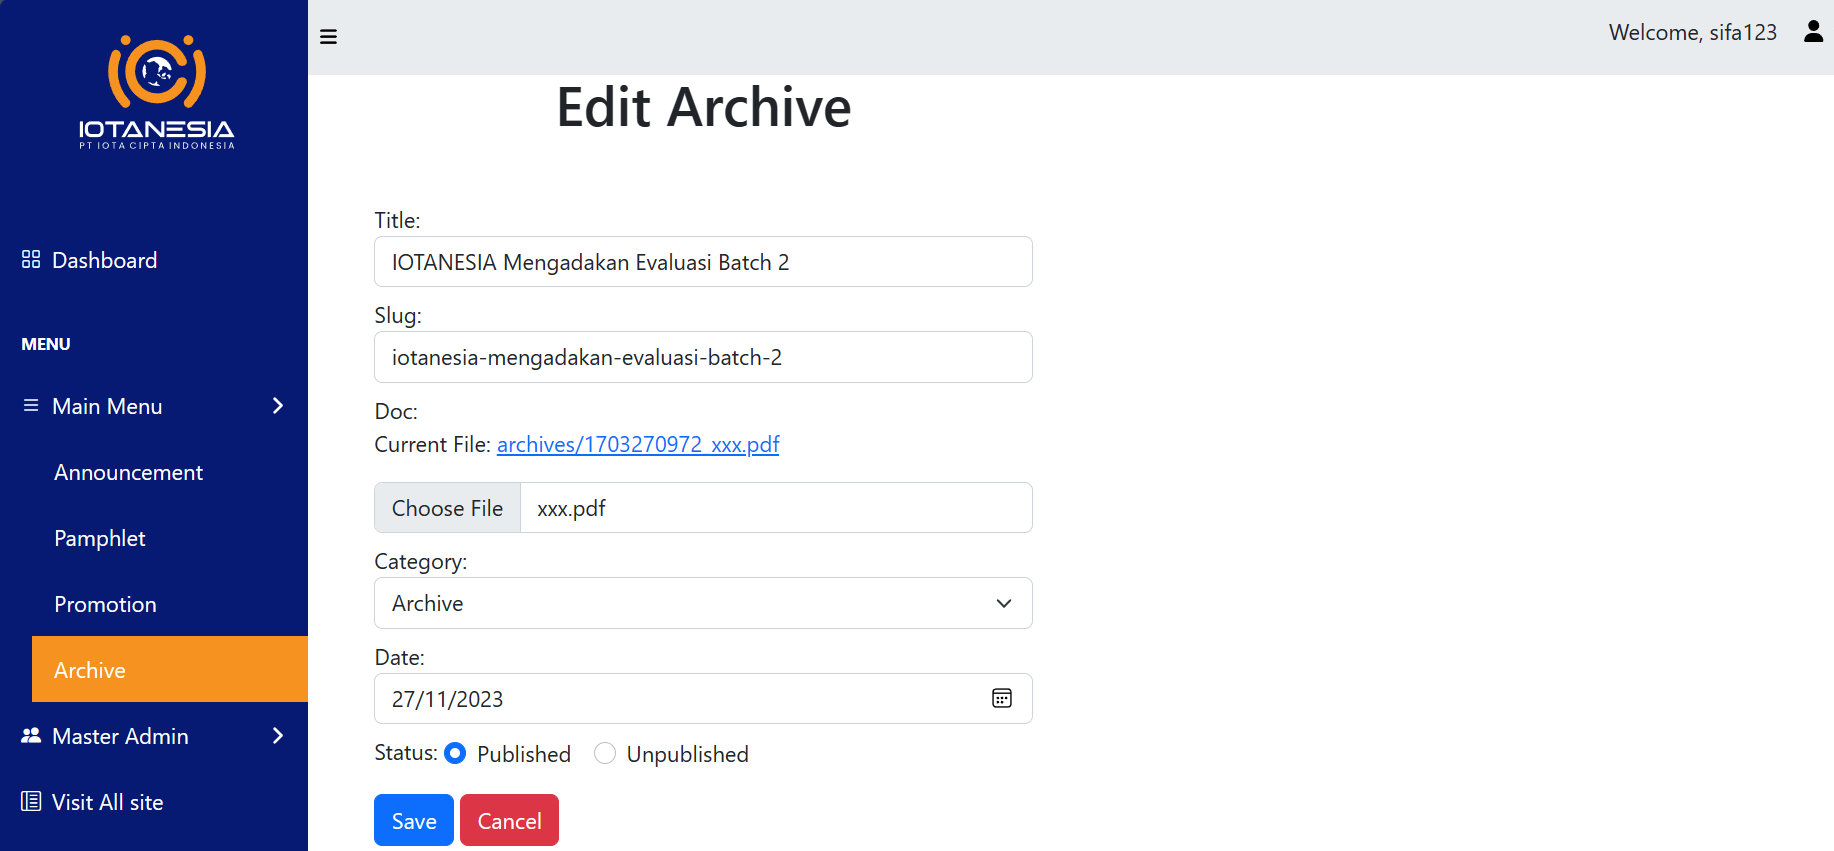 IOTANESIA
PT IOTA CIPTA INDONESIA
Dashboard
MENU
Main Menu
Announcement
Pamphlet
Promotion
Archive
Master Admin
Visit All site
Welcome, sifa123
Edit Archive
Title:
IOTANESIA Mengadakan Evaluasi Batch 2
Slug:
iotanesia-mengadakan-evaluasi-batch-2
Doc:
Current File: archives/1703270972_xxx.pdf
Choose File xxx.pdf
Category:
Archive
Date:
27/11/2023
Status: Published Unpublished
Save Cancel